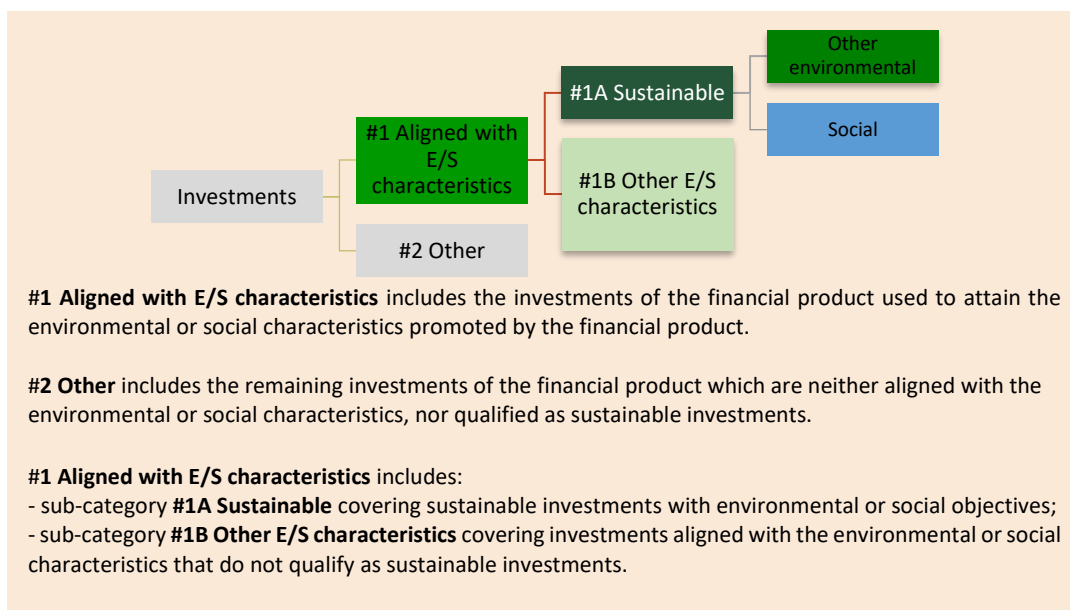 Other
environmental
#1A Sustainable
#1 Aligned with
E/S
characteristics
Social
#1B Other E/S
characteristics
Investments
#2 Other
#1 Aligned with E/S characteristics includes the investments of the financial product used to attain the
environmental or social characteristics promoted by the financial product.
#2 Other includes the remaining investments of the financial product which are neither aligned with the
environmental or social characteristics, nor qualified as sustainable investments.
#1 Aligned with E/S characteristics includes:
- sub-category #1A Sustainable covering sustainable investments with environmental or social objectives;
- sub-category #1B Other E/S characteristics covering investments aligned with the environmental or social
characteristics that do not qualify as sustainable investments.